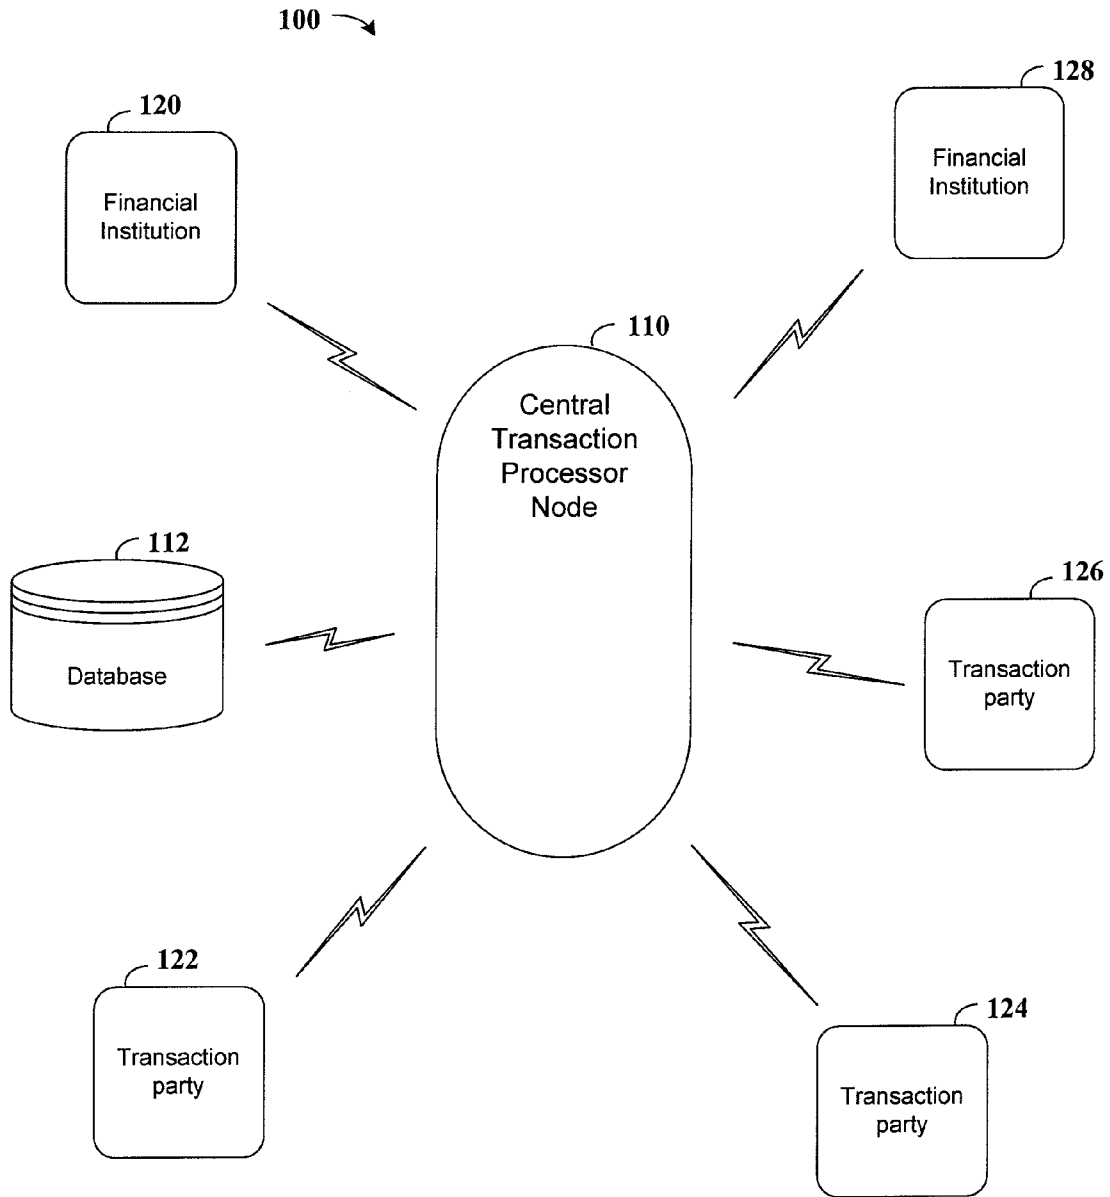 100
128
Financial
Institution
120
Financial
Institution
110
Central
Transaction
Processor
Node
112
Database
126
Transaction
party
122
Transaction
party
124
Transaction
party